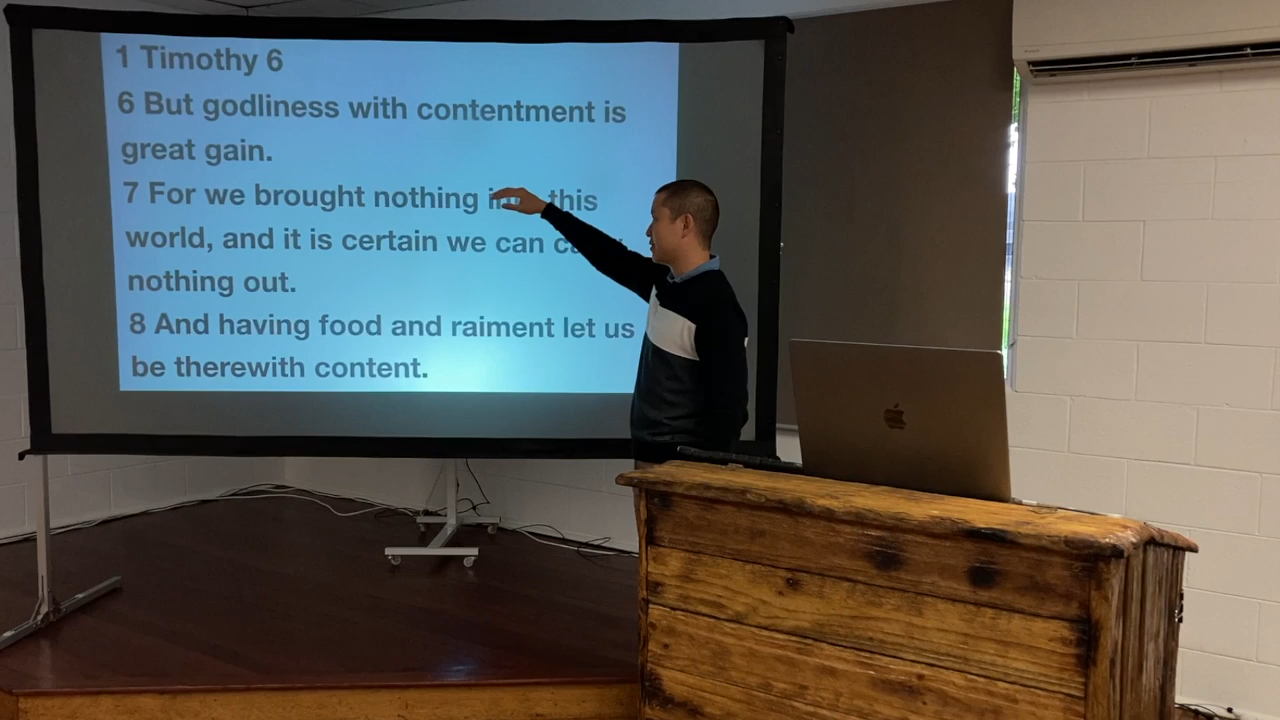 1 Timothy 6
6 But godliness with contentment is
great gain.
7 For we brought nothing this
world, and it is certain we can
nothing out.
8 And having food and raiment let us
be therewith content.